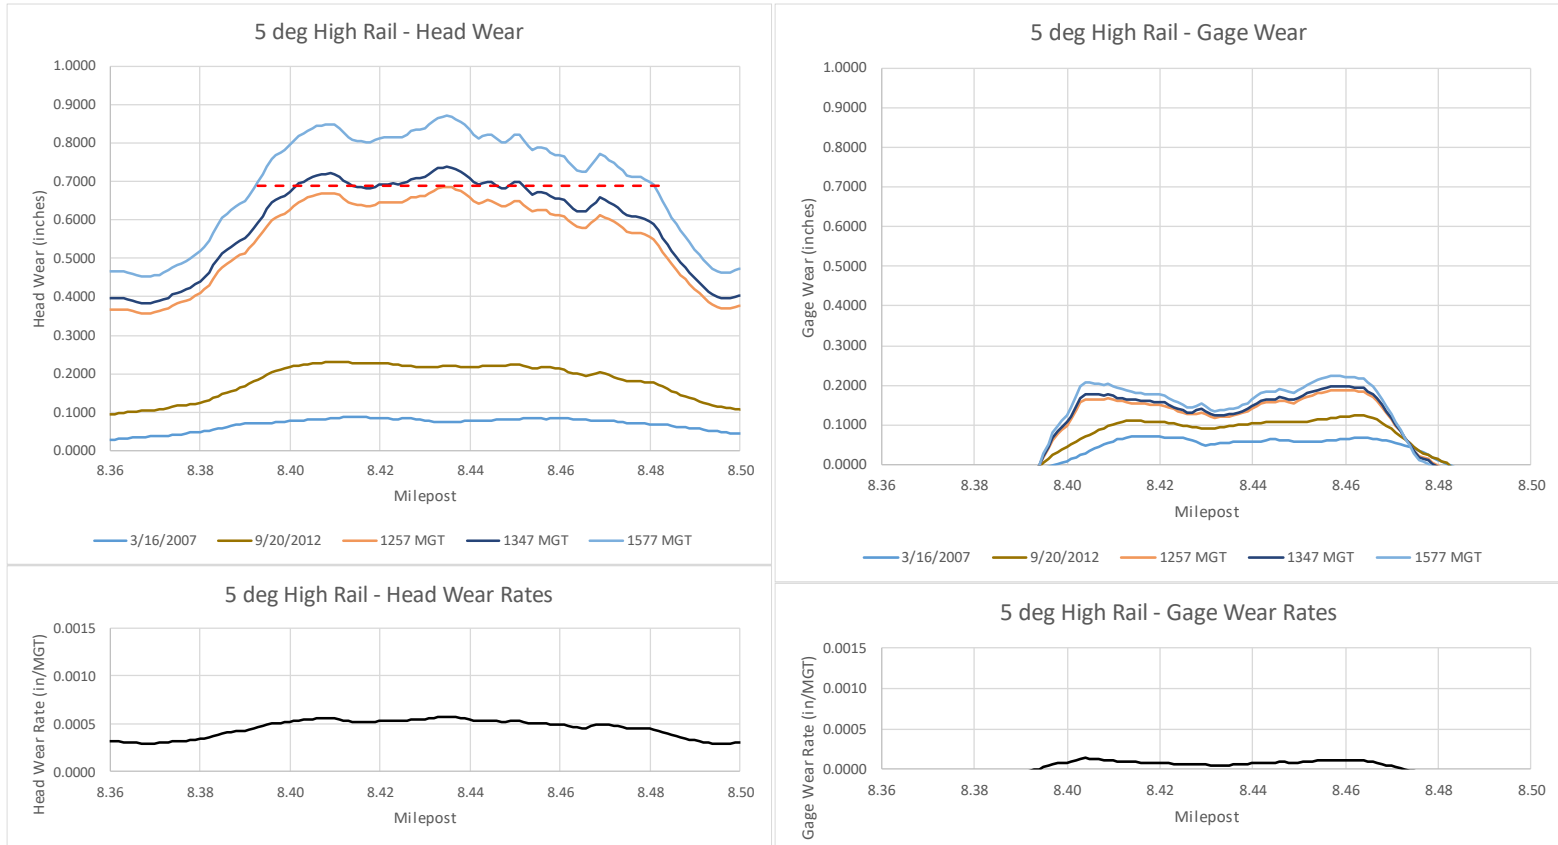 5 deg High Rail - Head Wear
Head Wear (inches)
1.0000
0.9000
0.8000
0.7000
0.6000
0.5000
0.4000
0.3000
0.2000
0.1000
0.0000
8.36 8.38 8.40 8.42 8.44 8.46 8.48 8.50
Milepost
3/16/2007 9/20/2012 1257 MGT 1347 MGT 1577 MGT
5 deg High Rail - Gage Wear
Gage Wear (inches)
1.0000
0.9000
0.8000
0.7000
0.6000
0.5000
0.4000
0.3000
0.2000
0.1000
0.0000
8.36 8.38 8.40 8.42 8.44 8.46 8.48 8.50
Milepost
3/16/2007 9/20/2012 1257 MGT 1347 MGT 1577 MGT
5 deg High Rail - Head Wear Rates
Head Wear Rate (in/MGT)
0.0015
0.0010
0.0005
0.0000
8.36 8.38 8.40 8.42 8.44 8.46 8.48 8.50
Milepost
5 deg High Rail - Gage Wear Rates
Gage Wear Rate (in/MGT)
0.0015
0.0010
0.0005
0.0000
8.36 8.38 8.40 8.42 8.44 8.46 8.48 8.50
Milepost